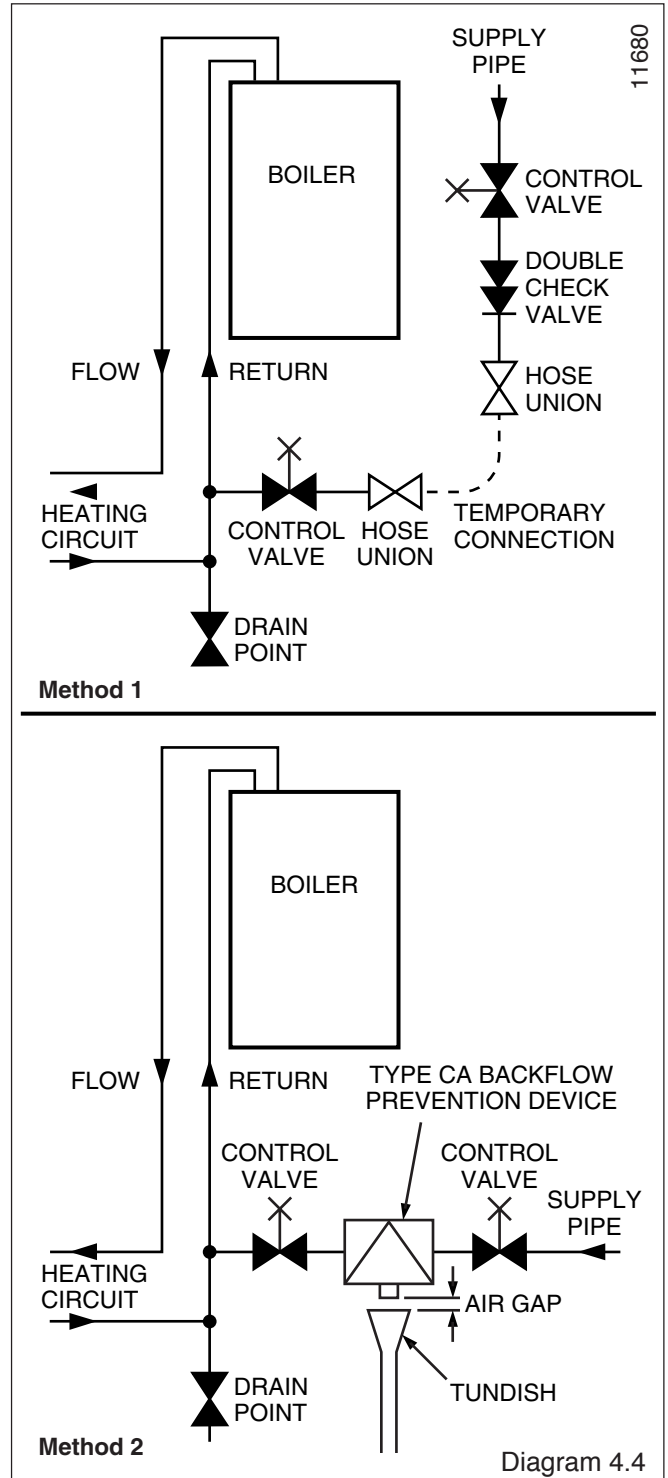 11680
SUPPLY
PIPE
BOILER
CONTROL
VALVE
DOUBLE
CHECK
VALVE
FLOW
RETURN
HOSE
UNION
HEATING
CIRCUIT
CONTROL
VALVE
HOSE
UNION
TEMPORARY
CONNECTION
DRAIN
POINT
Method 1
BOILER
FLOW
RETURN
TYPE CA BACKFLOW
PREVENTION DEVICE
CONTROL
VALVE
CONTROL
VALVE
SUPPLY
PIPE
HEATING
CIRCUIT
AIR GAP
DRAIN
POINT
TUNDISH
Method 2
Diagram 4.4